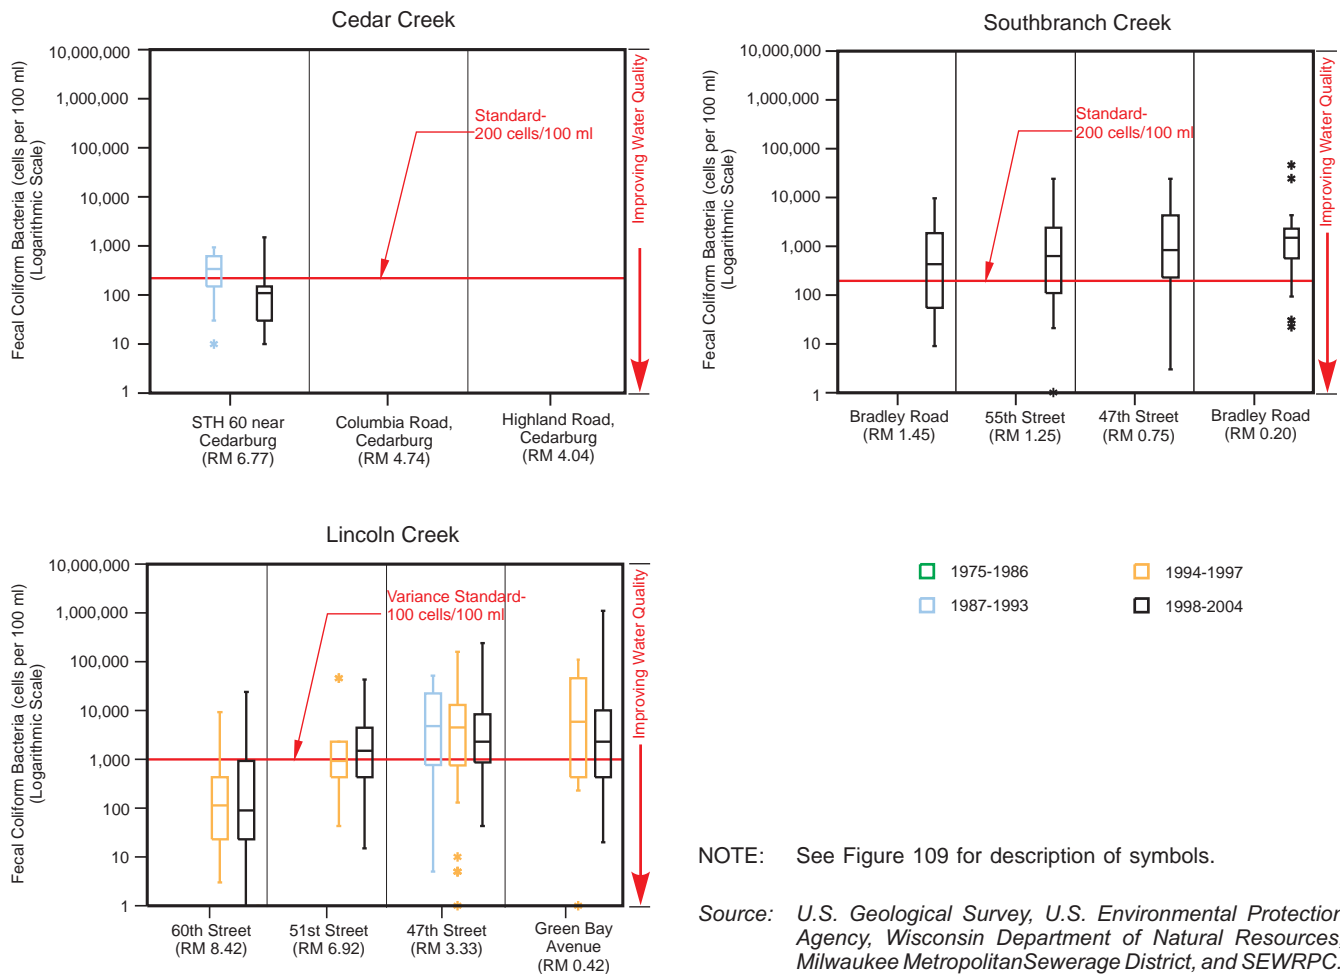 Cedar Creek
Fecal Coliform Bacteria (cells per 100 ml)
(Logarithmic Scale)
10,000,000
1,000,000
100,000
10,000
1,000
100
10
1
Standard-
200 cells/100 ml
Improving Water Quality
STH 60 near
Cedarburg
(RM 6.77)
Columbia Road,
Cedarburg
(RM 4.74)
Highland Road,
Cedarburg
(RM 4.04)
Southbranch Creek
Fecal Coliform Bacteria (cells per 100 ml)
(Logarithmic Scale)
10,000,000
1,000,000
100,000
10,000
1,000
100
10
1
Standard-
200 cells/100 ml
Improving Water Quality
Bradley Road
(RM 1.45)
55th Street
(RM 1.25)
47th Street
(RM 0.75)
Bradley Road
(RM 0.20)
Lincoln Creek
Fecal Coliform Bacteria (cells per 100 ml)
(Logarithmic Scale)
10,000,000
1,000,000
100,000
10,000
1,000
100
10
1
Variance Standard-
100 cells/100 ml
Improving Water Quality
60th Street
(RM 8.42)
51st Street
(RM 6.92)
47th Street
(RM 3.33)
Green Bay
Avenue
(RM 0.42)
1975-1986
1994-1997
1987-1993
1998-2004
NOTE: See Figure 109 for description of symbols.
Source: U.S. Geological Survey, U.S. Environmental Protection
Agency, Wisconsin Department of Natural Resources,
Milwaukee MetropolitanSewerage District, and SEWRPC.